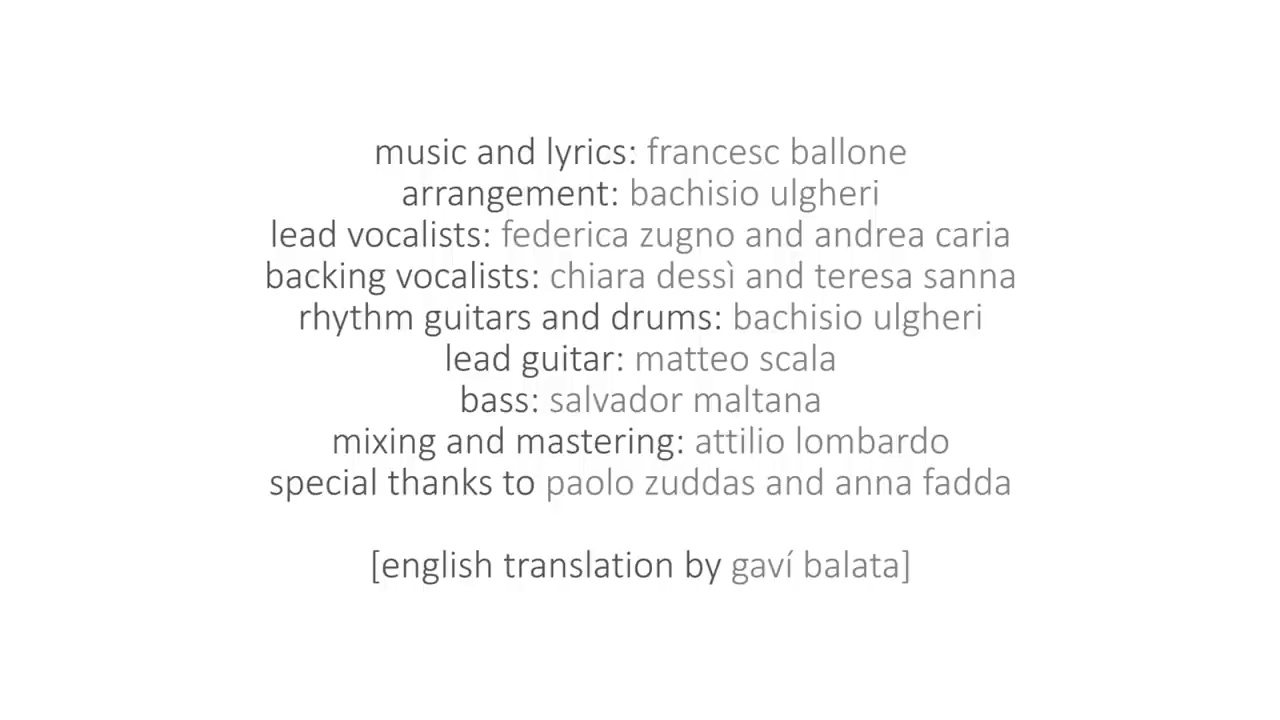 music and lyrics: francesc ballone
arrangement: bachisio ulgheri
lead vocalists: federica zugno and andrea caria
backing vocalists: chiara dessì and teresa sanna
rhythm guitars and drums: bachisio ulgheri
lead guitar: matteo scala
bass: salvador maltana
mixing and mastering: attilio lombardo
special thanks to paolo zuddas and anna fadda
[english translation by gaví balata]